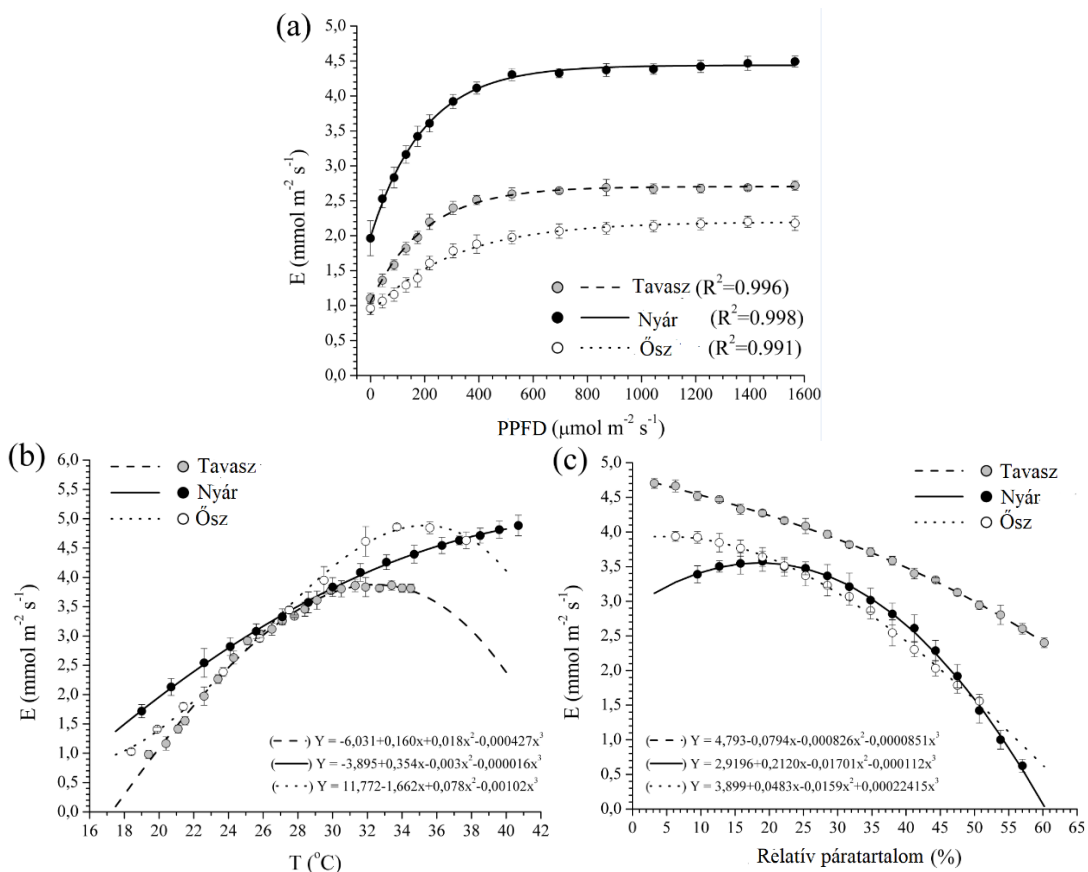 (a)
5,0
4,5
4,0
3,5
3,0
2,5
2,0
1,5
1,0
0,5
0,0
E (mmol m⁻² s⁻¹)
Tavasz (R²=0.996)
Nyár (R²=0.998)
Ősz (R²=0.991)
0 200 400 600 800 1000 1200 1400 1600
PPFD (μmol m⁻² s⁻¹)
(b)
6,0
5,5
5,0
4,5
4,0
3,5
3,0
2,5
2,0
1,5
1,0
0,5
0,0
E (mmol m⁻² s⁻¹)
Tavasz
Nyár
Ősz
( ) Y = -6,031+0,160x+0,018x²-0,000427x³
( ) Y = -3,895+0,354x-0,003x²-0,000016x³
( ) Y = 11,772-1,662x+0,078x²-0,00102x³
16 18 20 22 24 26 28 30 32 34 36 38 40 42
T (°C)
(c)
5,0
4,5
4,0
3,5
3,0
2,5
2,0
1,5
1,0
0,5
0,0
E (mmol m⁻² s⁻¹)
Tavasz
Nyár
Ősz
( ) Y = 4,793-0,0794x-0,000826x²-0,0000851x³
( ) Y = 2,9196+0,2120x-0,01701x²-0,000112x³
( ) Y = 3,899+0,0483x-0,0159x²+0,00022415x³
0 5 10 15 20 25 30 35 40 45 50 55 60 65
Relatív páratartalom (%)